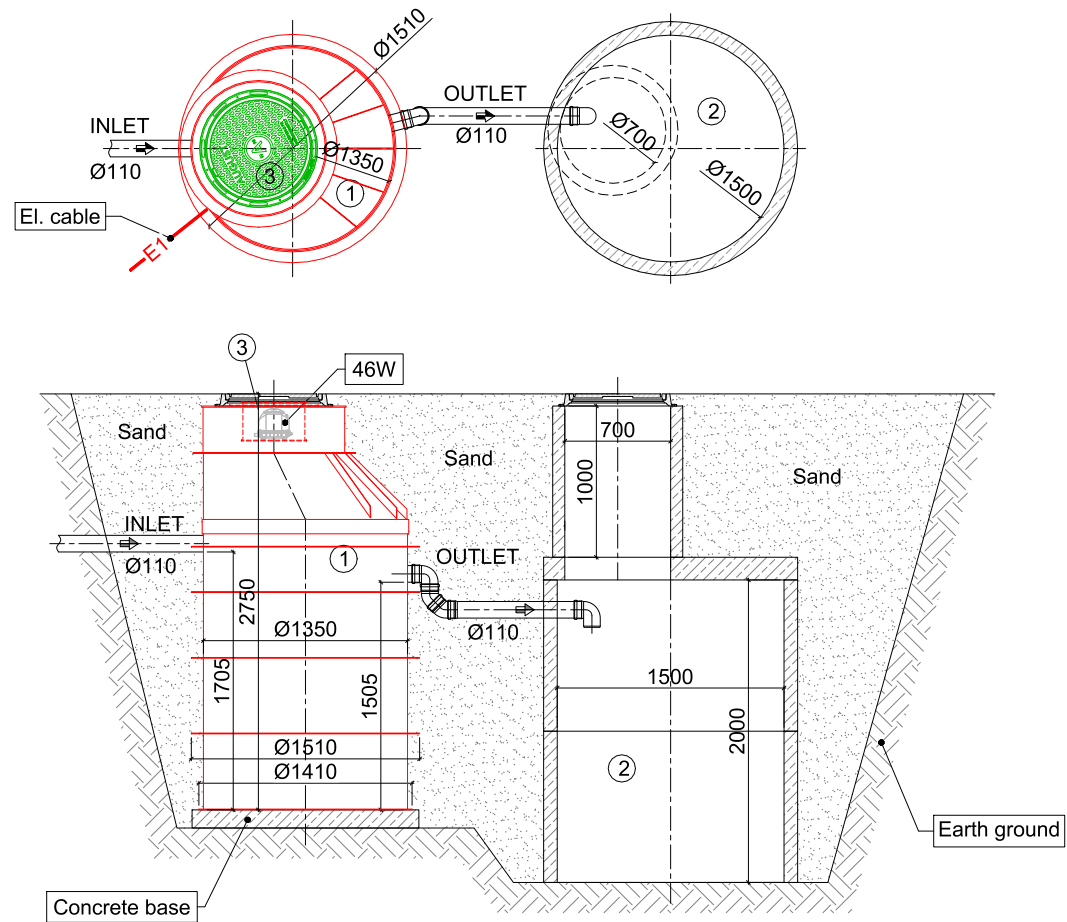 Ø1510
OUTLET
Ø110
INLET
Ø110
Ø1350
Ø700
Ø1500
1
2
3
El. cable
E1
3
46W
Sand
Sand
Sand
700
1000
INLET
Ø110
1
OUTLET
Ø110
2750
Ø1350
1705
1505
1500
2000
Ø1510
Ø1410
2
Earth ground
Concrete base